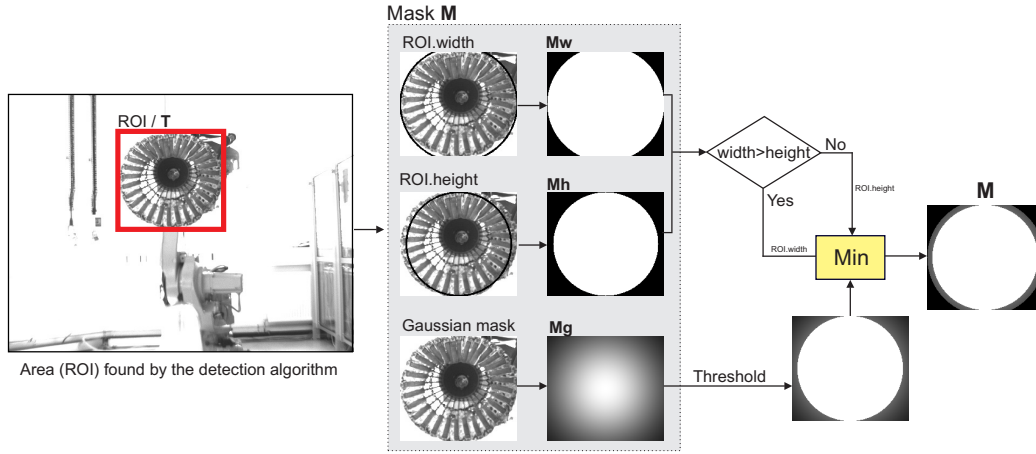 Mask M
ROI.width
Mw
ROI / T
width>height
No
ROI.height
Mh
Yes
ROI.height
M
ROI.width
Min
Gaussian mask
Mg
Threshold
Area (ROI) found by the detection algorithm